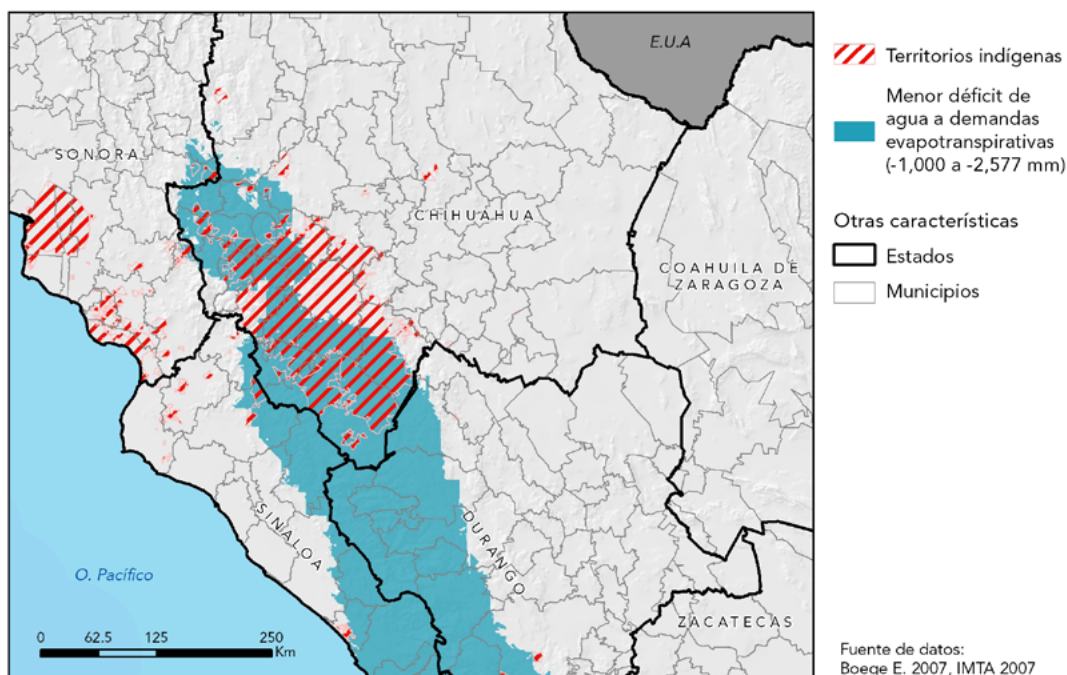 E.U.A
SONORA
CHIHUAHUA
COAHUILA DE
ZARAGOZA
SINALOA
DURANGO
ZACATECAS
O. Pacífico
0 62.5 125 250
Km
Territorios indígenas
Menor déficit de
agua a demandas
evapotranspirativas
(-1,000 a -2,577 mm)
Otras características
Estados
Municipios
Fuente de datos:
Boege E. 2007, IMTA 2007